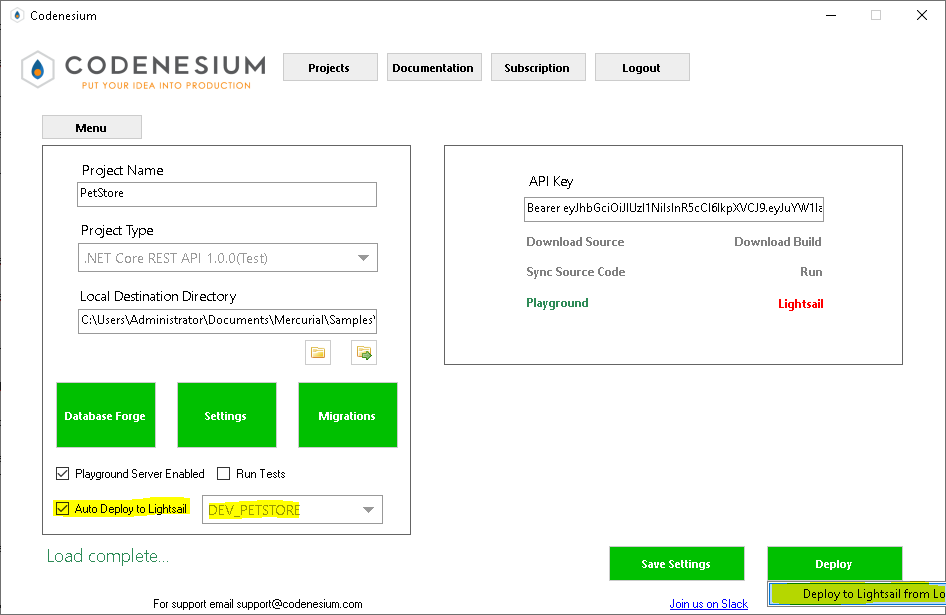 Codenesium
CODENESIUM
PUT YOUR IDEA INTO PRODUCTION
Projects
Documentation
Subscription
Logout
Menu
Project Name
PetStore
Project Type
.NET Core REST API 1.0.0(Test)
Local Destination Directory
C:\Users\Administrator\Documents\Mercurial\Samples\
Database Forge
Settings
Migrations
Playground Server Enabled
Run Tests
Auto Deploy to Lightsail
DEV_PETSTORE
Load complete...
API Key
Bearer
Download Source
Download Build
Sync Source Code
Run
Playground
Lightsail
Save Settings
Deploy
Deploy to Lightsail from Lo
For support email support@codenesium.com
Join us on Slack